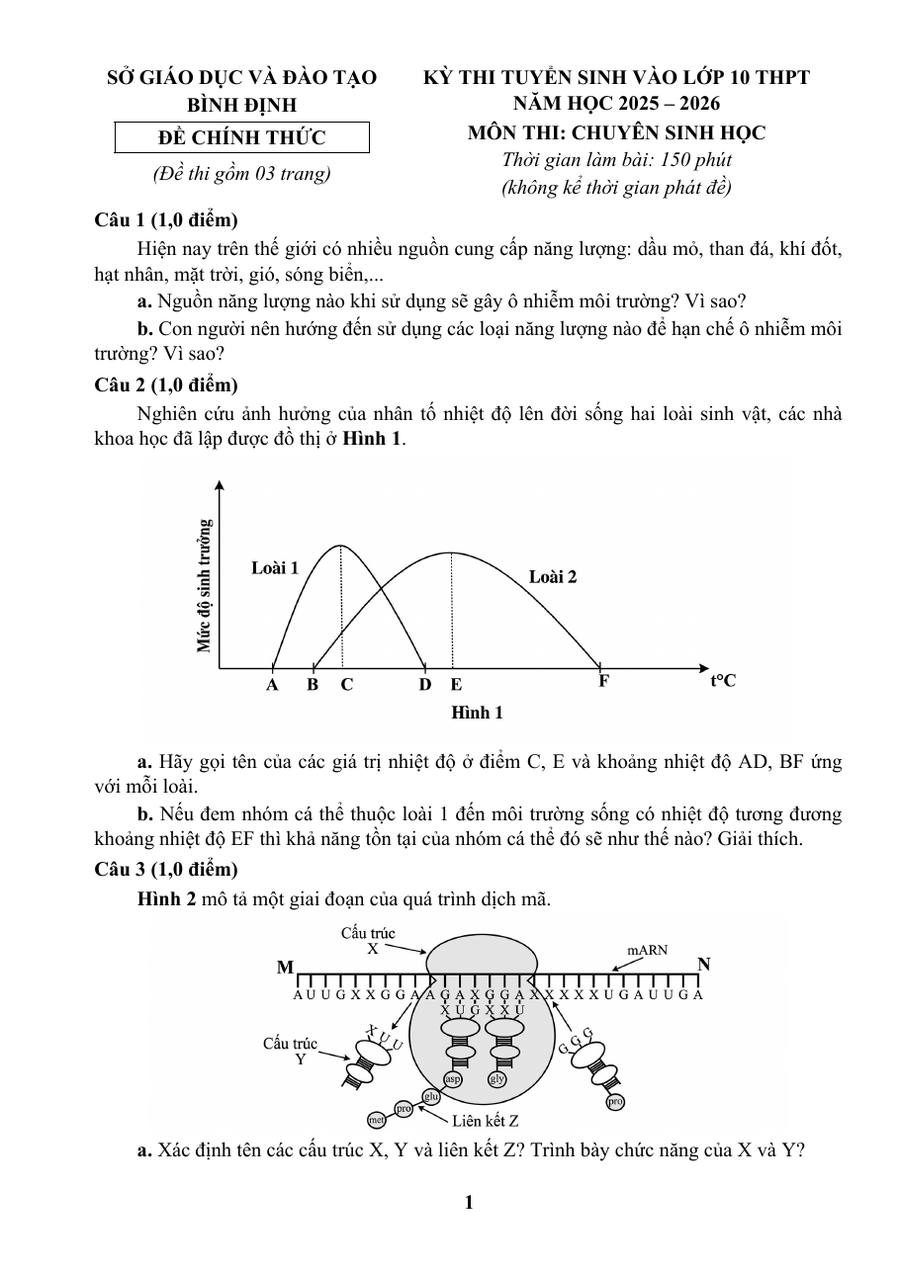 SỞ GIÁO DỤC VÀ ĐÀO TẠO
BÌNH ĐỊNH
ĐỀ CHÍNH THỨC
(Đề thi gồm 03 trang)
KỲ THI TUYỂN SINH VÀO LỚP 10 THPT
NĂM HỌC 2025 – 2026
MÔN THI: CHUYÊN SINH HỌC
Thời gian làm bài: 150 phút
(không kể thời gian phát đề)
Câu 1 (1,0 điểm)
Hiện nay trên thế giới có nhiều nguồn cung cấp năng lượng: dầu mỏ, than đá, khí đốt,
hạt nhân, mặt trời, gió, sóng biển,...
a. Nguồn năng lượng nào khi sử dụng sẽ gây ô nhiễm môi trường? Vì sao?
b. Con người nên hướng đến sử dụng các loại năng lượng nào để hạn chế ô nhiễm môi
trường? Vì sao?
Câu 2 (1,0 điểm)
Nghiên cứu ảnh hưởng của nhân tố nhiệt độ lên đời sống hai loài sinh vật, các nhà
khoa học đã lập được đồ thị ở Hình 1.
Mức độ sinh trưởng
Loài 1
Loài 2
A B C D E F t°C
Hình 1
a. Hãy gọi tên của các giá trị nhiệt độ ở điểm C, E và khoảng nhiệt độ AD, BF ứng
với mỗi loài.
b. Nếu đem nhóm cá thể thuộc loài 1 đến môi trường sống có nhiệt độ tương đương
khoảng nhiệt độ EF thì khả năng tồn tại của nhóm cá thể đó sẽ như thế nào? Giải thích.
Câu 3 (1,0 điểm)
Hình 2 mô tả một giai đoạn của quá trình dịch mã.
Cấu trúc
X
mARN
M N
A U U G X X G G A A G A X G G A X X X X X U G A U U G A
X U G X X U
X U U
G G G
Cấu trúc
Y
asp gly
glu
pro
met
pro
Liên kết Z
a. Xác định tên các cấu trúc X, Y và liên kết Z? Trình bày chức năng của X và Y?
1